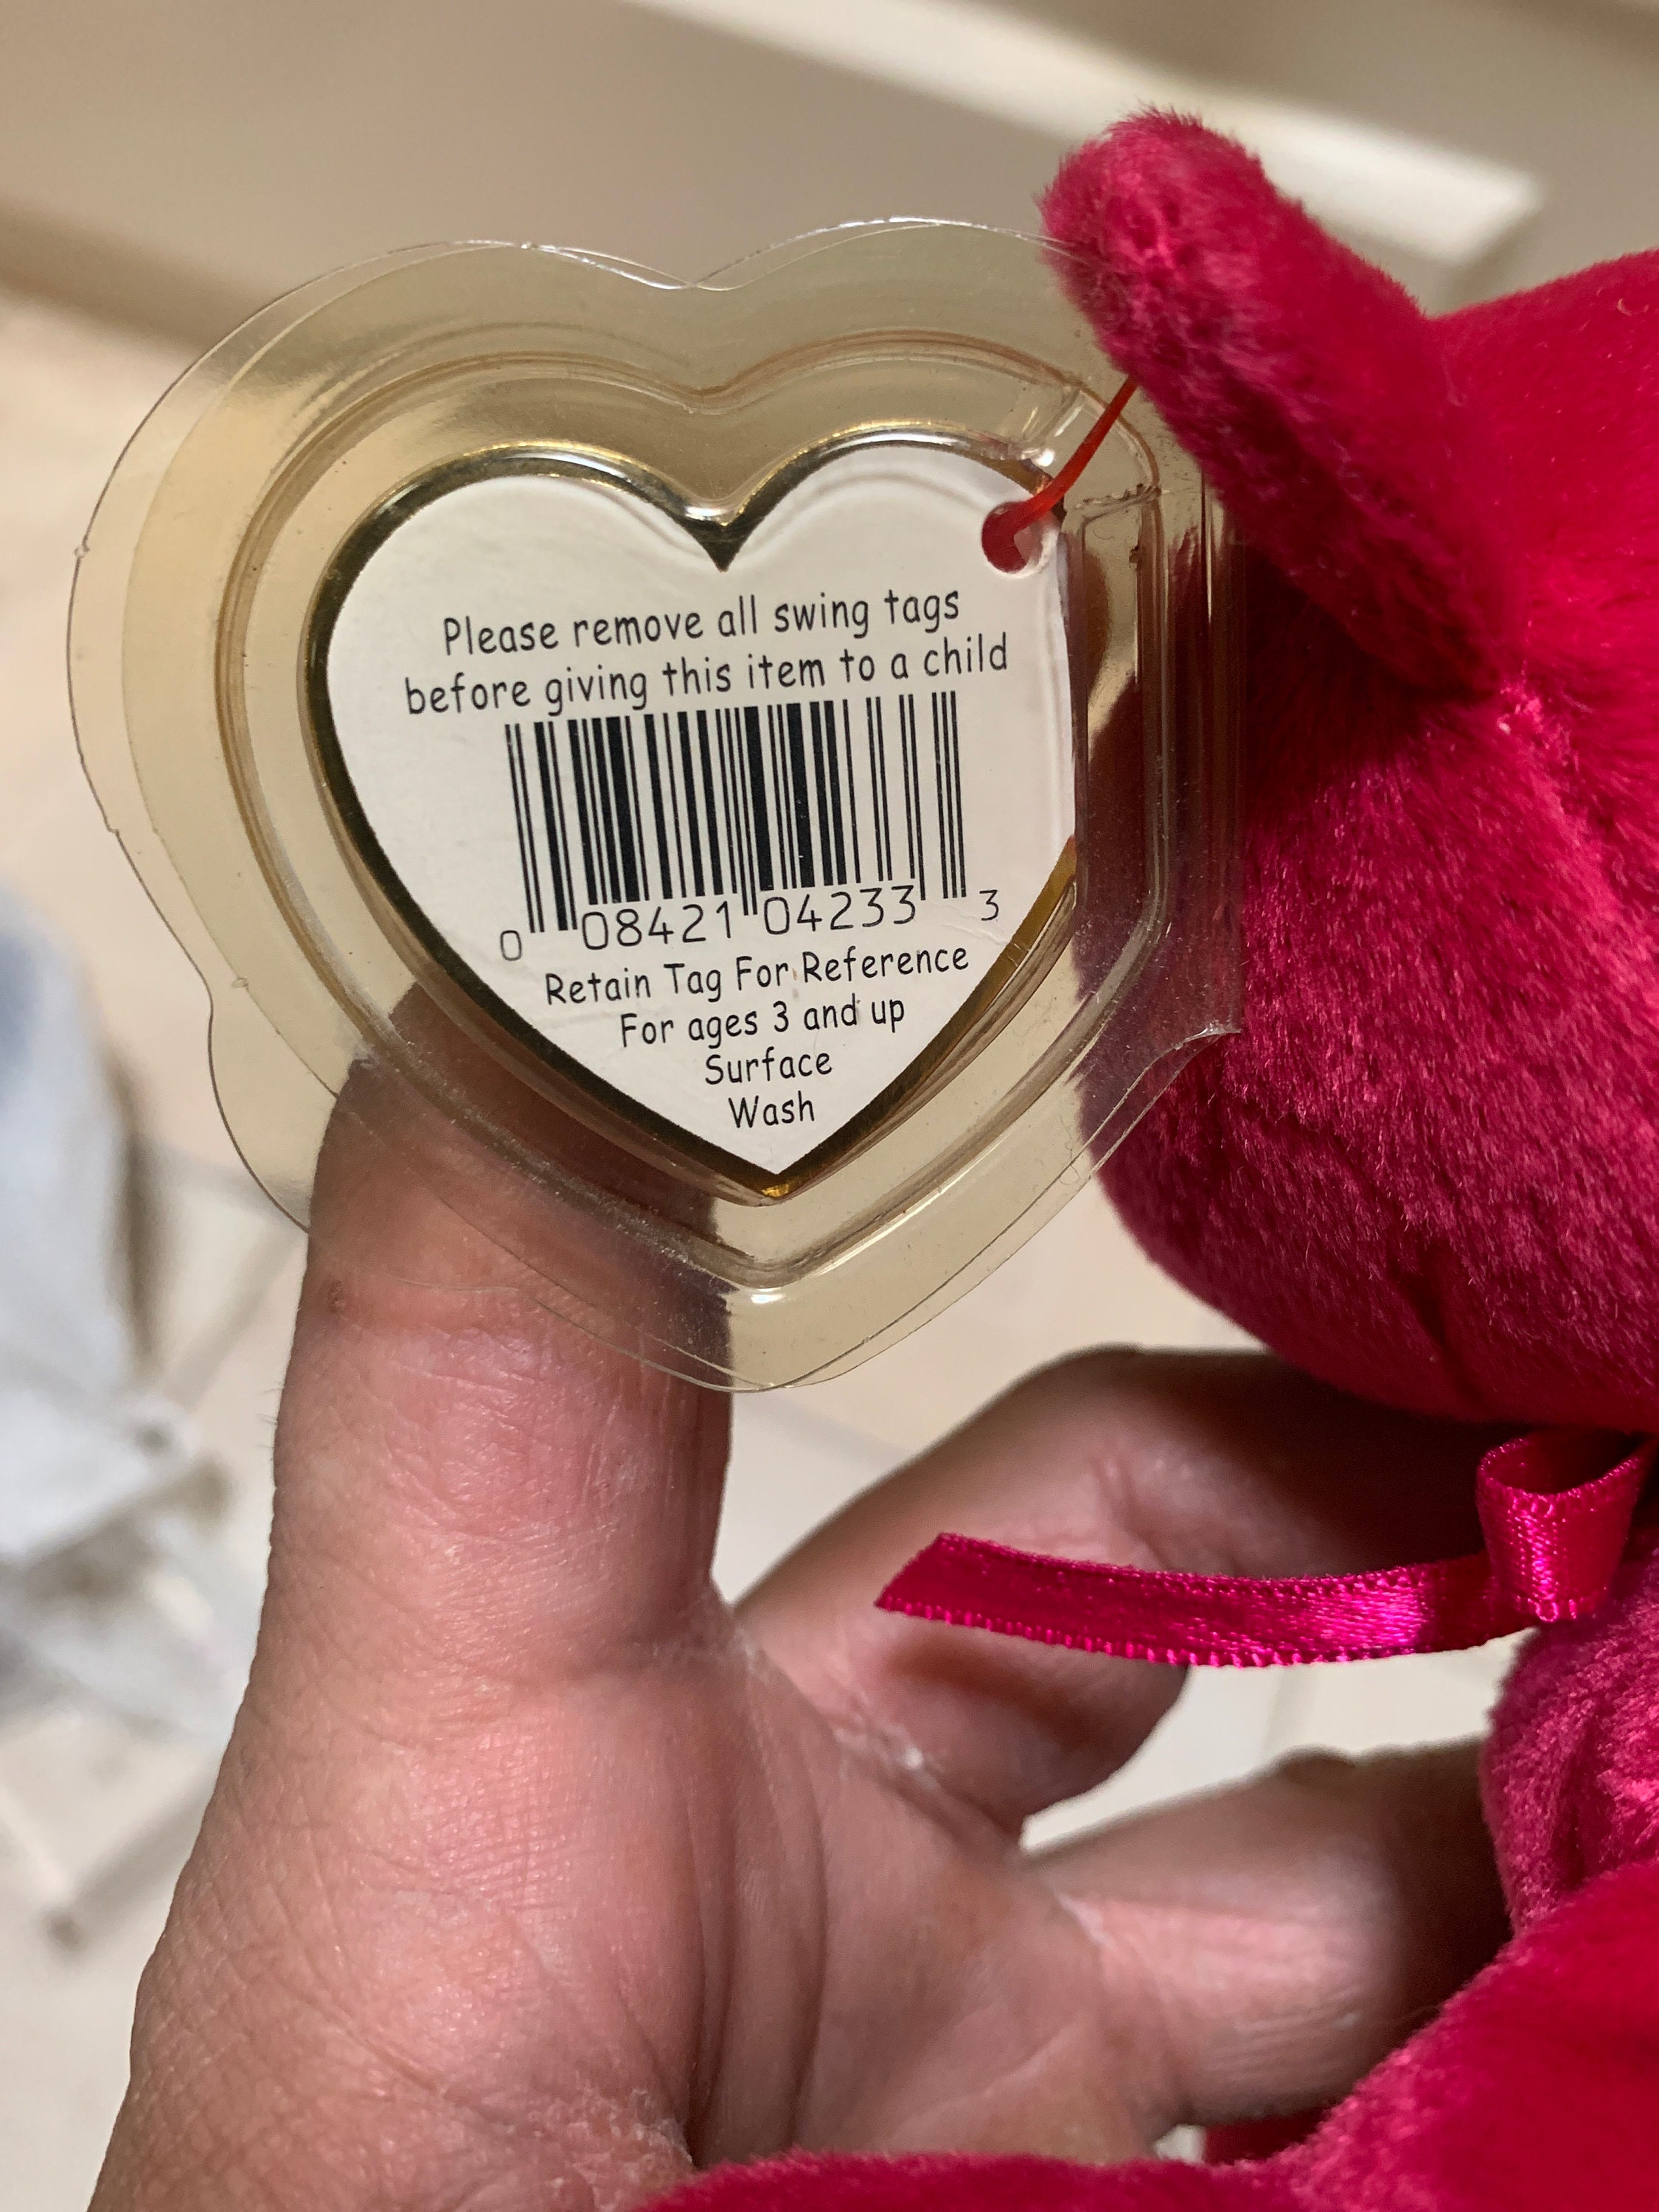 Please remove all swing tags
before giving this item to a child
0 08421 04233 3
Retain Tag For Reference
For ages 3 and up
Surface
Wash